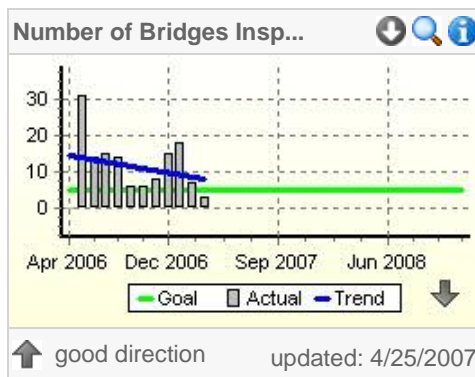 Number of Bridges Insp...
30
20
10
0
Apr 2006 Dec 2006 Sep 2007 Jun 2008
Goal Actual Trend
good direction updated: 4/25/2007